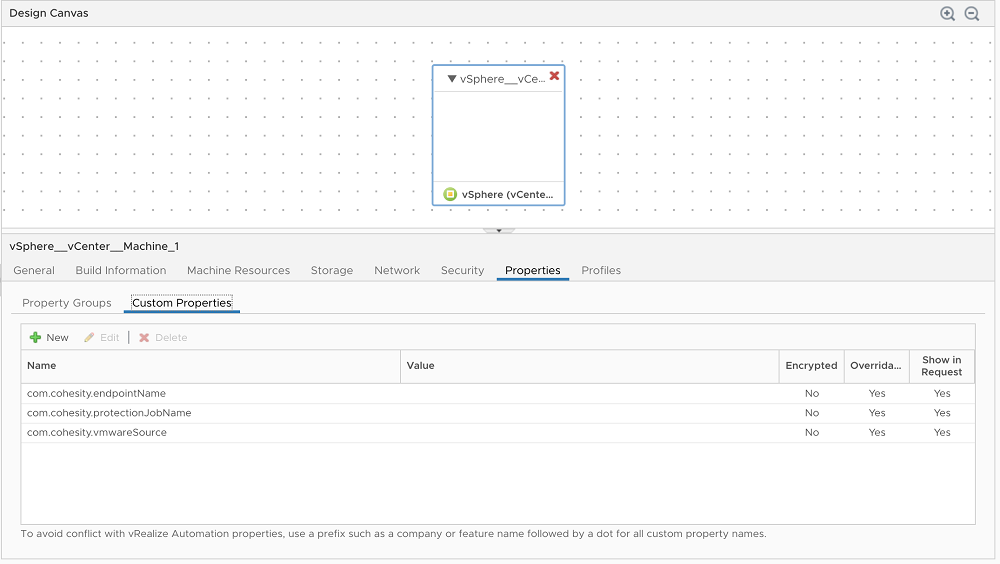 Design Canvas
vSphere__vCe...
vSphere (vCente...
vSphere__vCenter__Machine_1
General Build Information Machine Resources Storage Network Security Properties Profiles
Property Groups Custom Properties
New Edit Delete
Name Value Encrypted Overrida... Show in Request
com.cohesity.endpointName No Yes Yes
com.cohesity.protectionJobName No Yes Yes
com.cohesity.vmwareSource No Yes Yes
To avoid conflict with vRealize Automation properties, use a prefix such as a company or feature name followed by a dot for all custom property names.